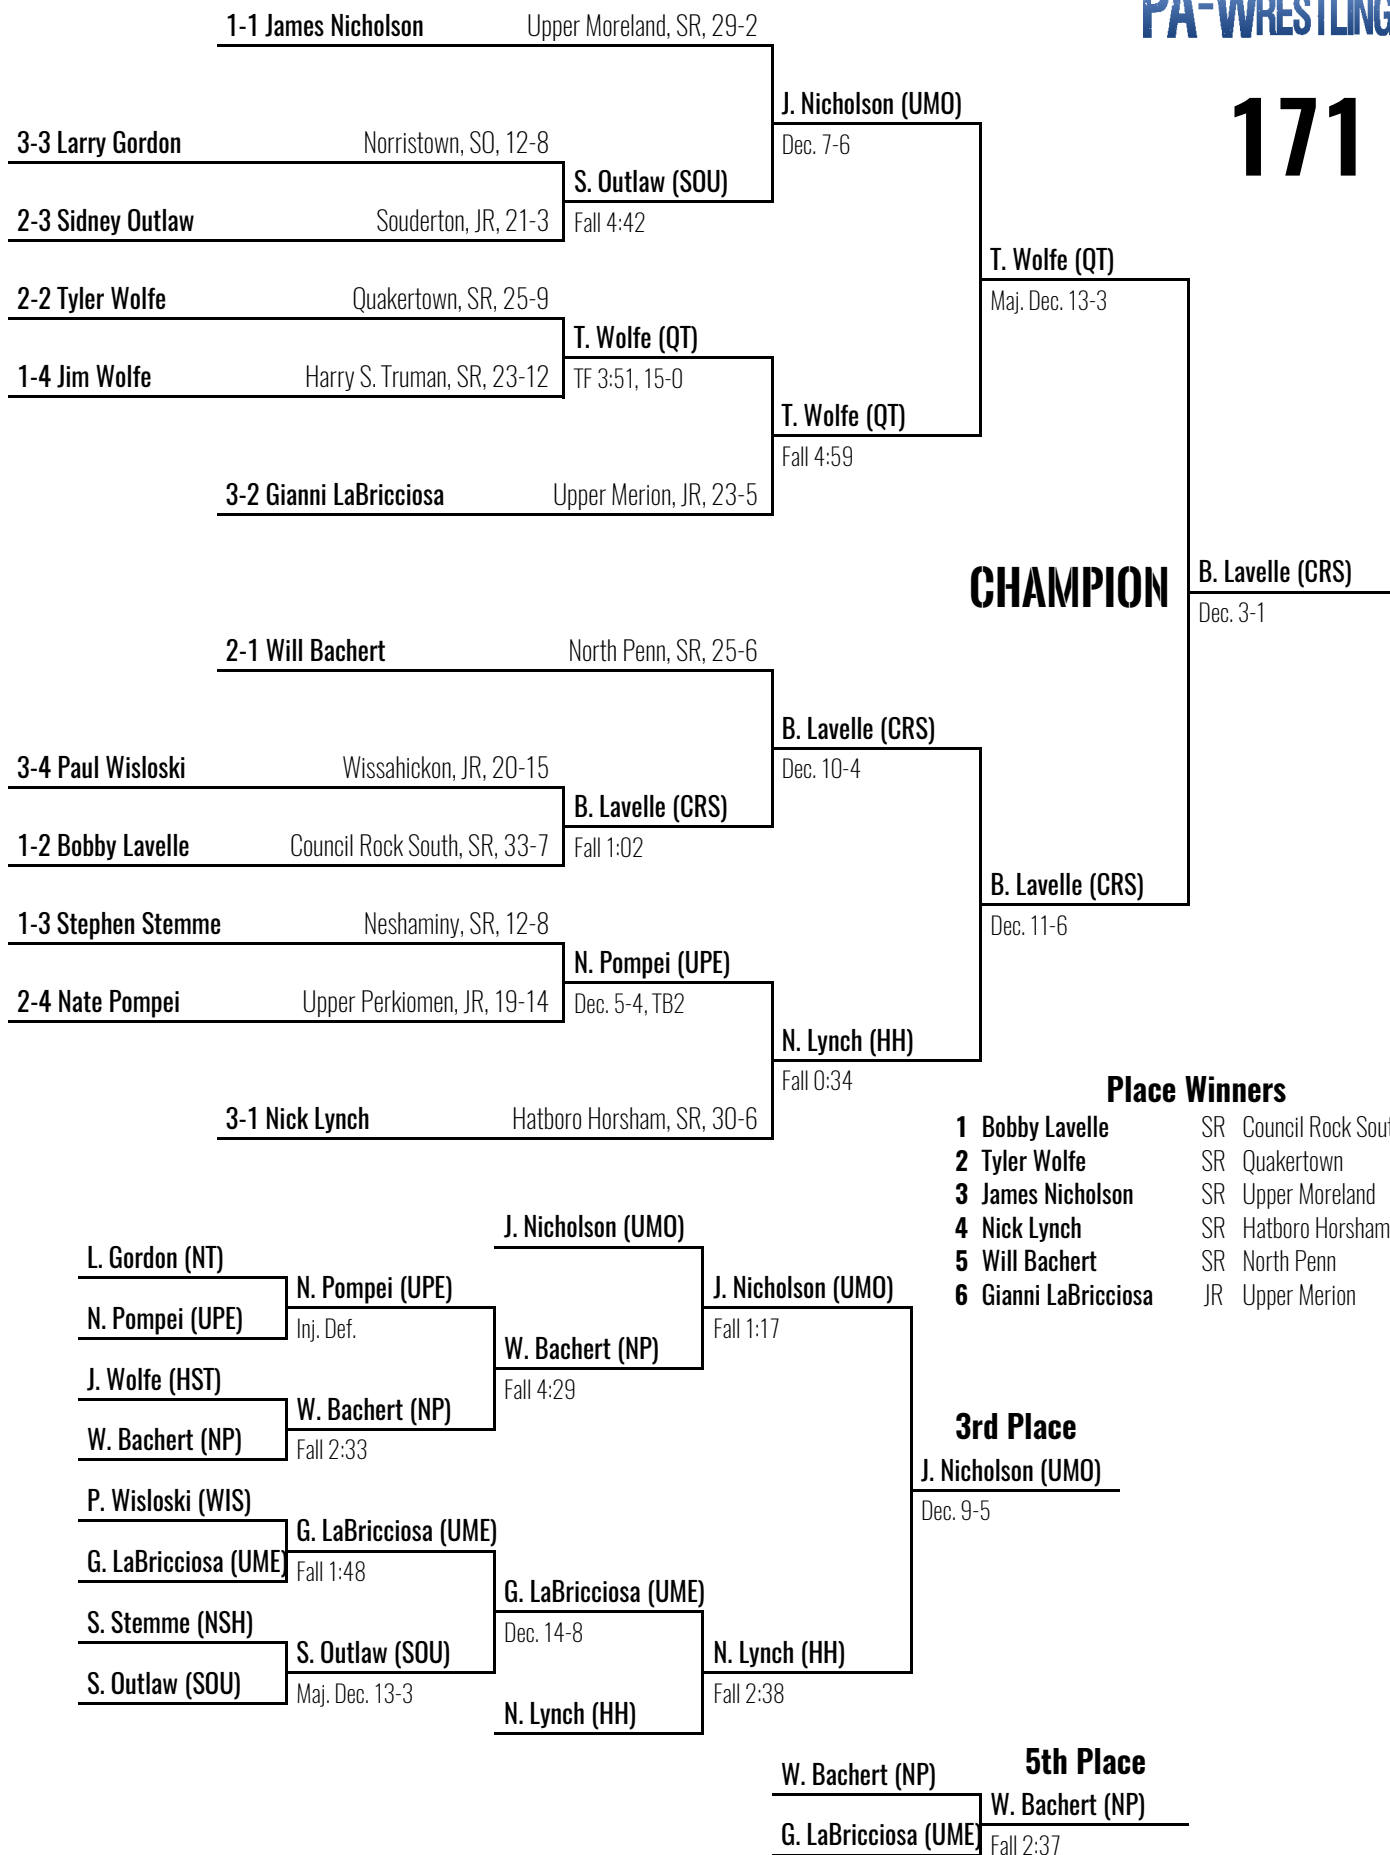 PA-WRESTLING
171
1-1 James Nicholson Upper Moreland, SR, 29-2
J. Nicholson (UMO)
Dec. 7-6
3-3 Larry Gordon Norristown, SO, 12-8
S. Outlaw (SOU)
Fall 4:42
2-3 Sidney Outlaw Souderton, JR, 21-3
T. Wolfe (QT)
Maj. Dec. 13-3
2-2 Tyler Wolfe Quakertown, SR, 25-9
T. Wolfe (QT)
TF 3:51, 15-0
1-4 Jim Wolfe Harry S. Truman, SR, 23-12
T. Wolfe (QT)
Fall 4:59
3-2 Gianni LaBricciosa Upper Merion, JR, 23-5
CHAMPION
B. Lavelle (CRS)
Dec. 3-1
2-1 Will Bachert North Penn, SR, 25-6
B. Lavelle (CRS)
Dec. 10-4
3-4 Paul Wisloski Wissahickon, JR, 20-15
B. Lavelle (CRS)
Fall 1:02
1-2 Bobby Lavelle Council Rock South, SR, 33-7
B. Lavelle (CRS)
Dec. 11-6
1-3 Stephen Stemme Neshaminy, SR, 12-8
N. Pompei (UPE)
Dec. 5-4, TB2
2-4 Nate Pompei Upper Perkiomen, JR, 19-14
N. Lynch (HH)
Fall 0:34
3-1 Nick Lynch Hatboro Horsham, SR, 30-6
Place Winners
1 Bobby Lavelle SR Council Rock Sout
2 Tyler Wolfe SR Quakertown
3 James Nicholson SR Upper Moreland
4 Nick Lynch SR Hatboro Horsham
5 Will Bachert SR North Penn
6 Gianni LaBricciosa JR Upper Merion
J. Nicholson (UMO)
L. Gordon (NT)
N. Pompei (UPE)
Inj. Def.
N. Pompei (UPE)
J. Nicholson (UMO)
Fall 1:17
W. Bachert (NP)
Fall 4:29
J. Wolfe (HST)
W. Bachert (NP)
Fall 2:33
W. Bachert (NP)
3rd Place
J. Nicholson (UMO)
Dec. 9-5
P. Wisloski (WIS)
G. LaBricciosa (UME)
Fall 1:48
G. LaBricciosa (UME)
G. LaBricciosa (UME)
Dec. 14-8
S. Stemme (NSH)
S. Outlaw (SOU)
Maj. Dec. 13-3
S. Outlaw (SOU)
N. Lynch (HH)
Fall 2:38
N. Lynch (HH)
5th Place
W. Bachert (NP)
W. Bachert (NP)
Fall 2:37
G. LaBricciosa (UME)